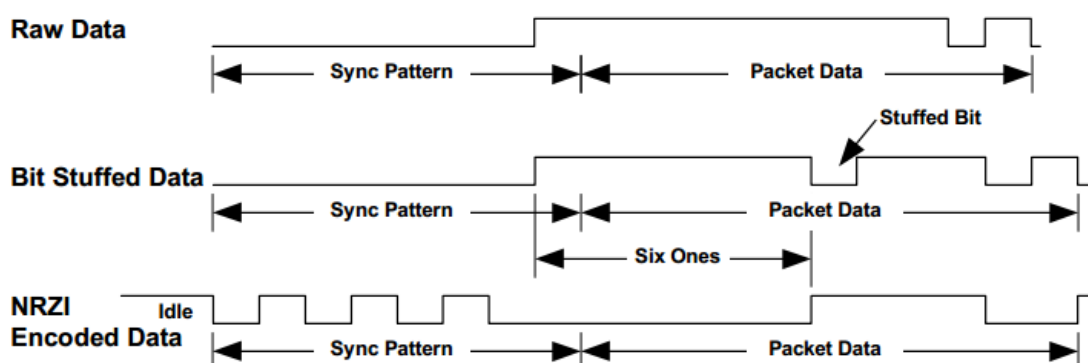 Raw Data
Sync Pattern
Packet Data
Stuffed Bit
Bit Stuffed Data
Sync Pattern
Packet Data
Six Ones
NRZI
Idle
Encoded Data
Sync Pattern
Packet Data